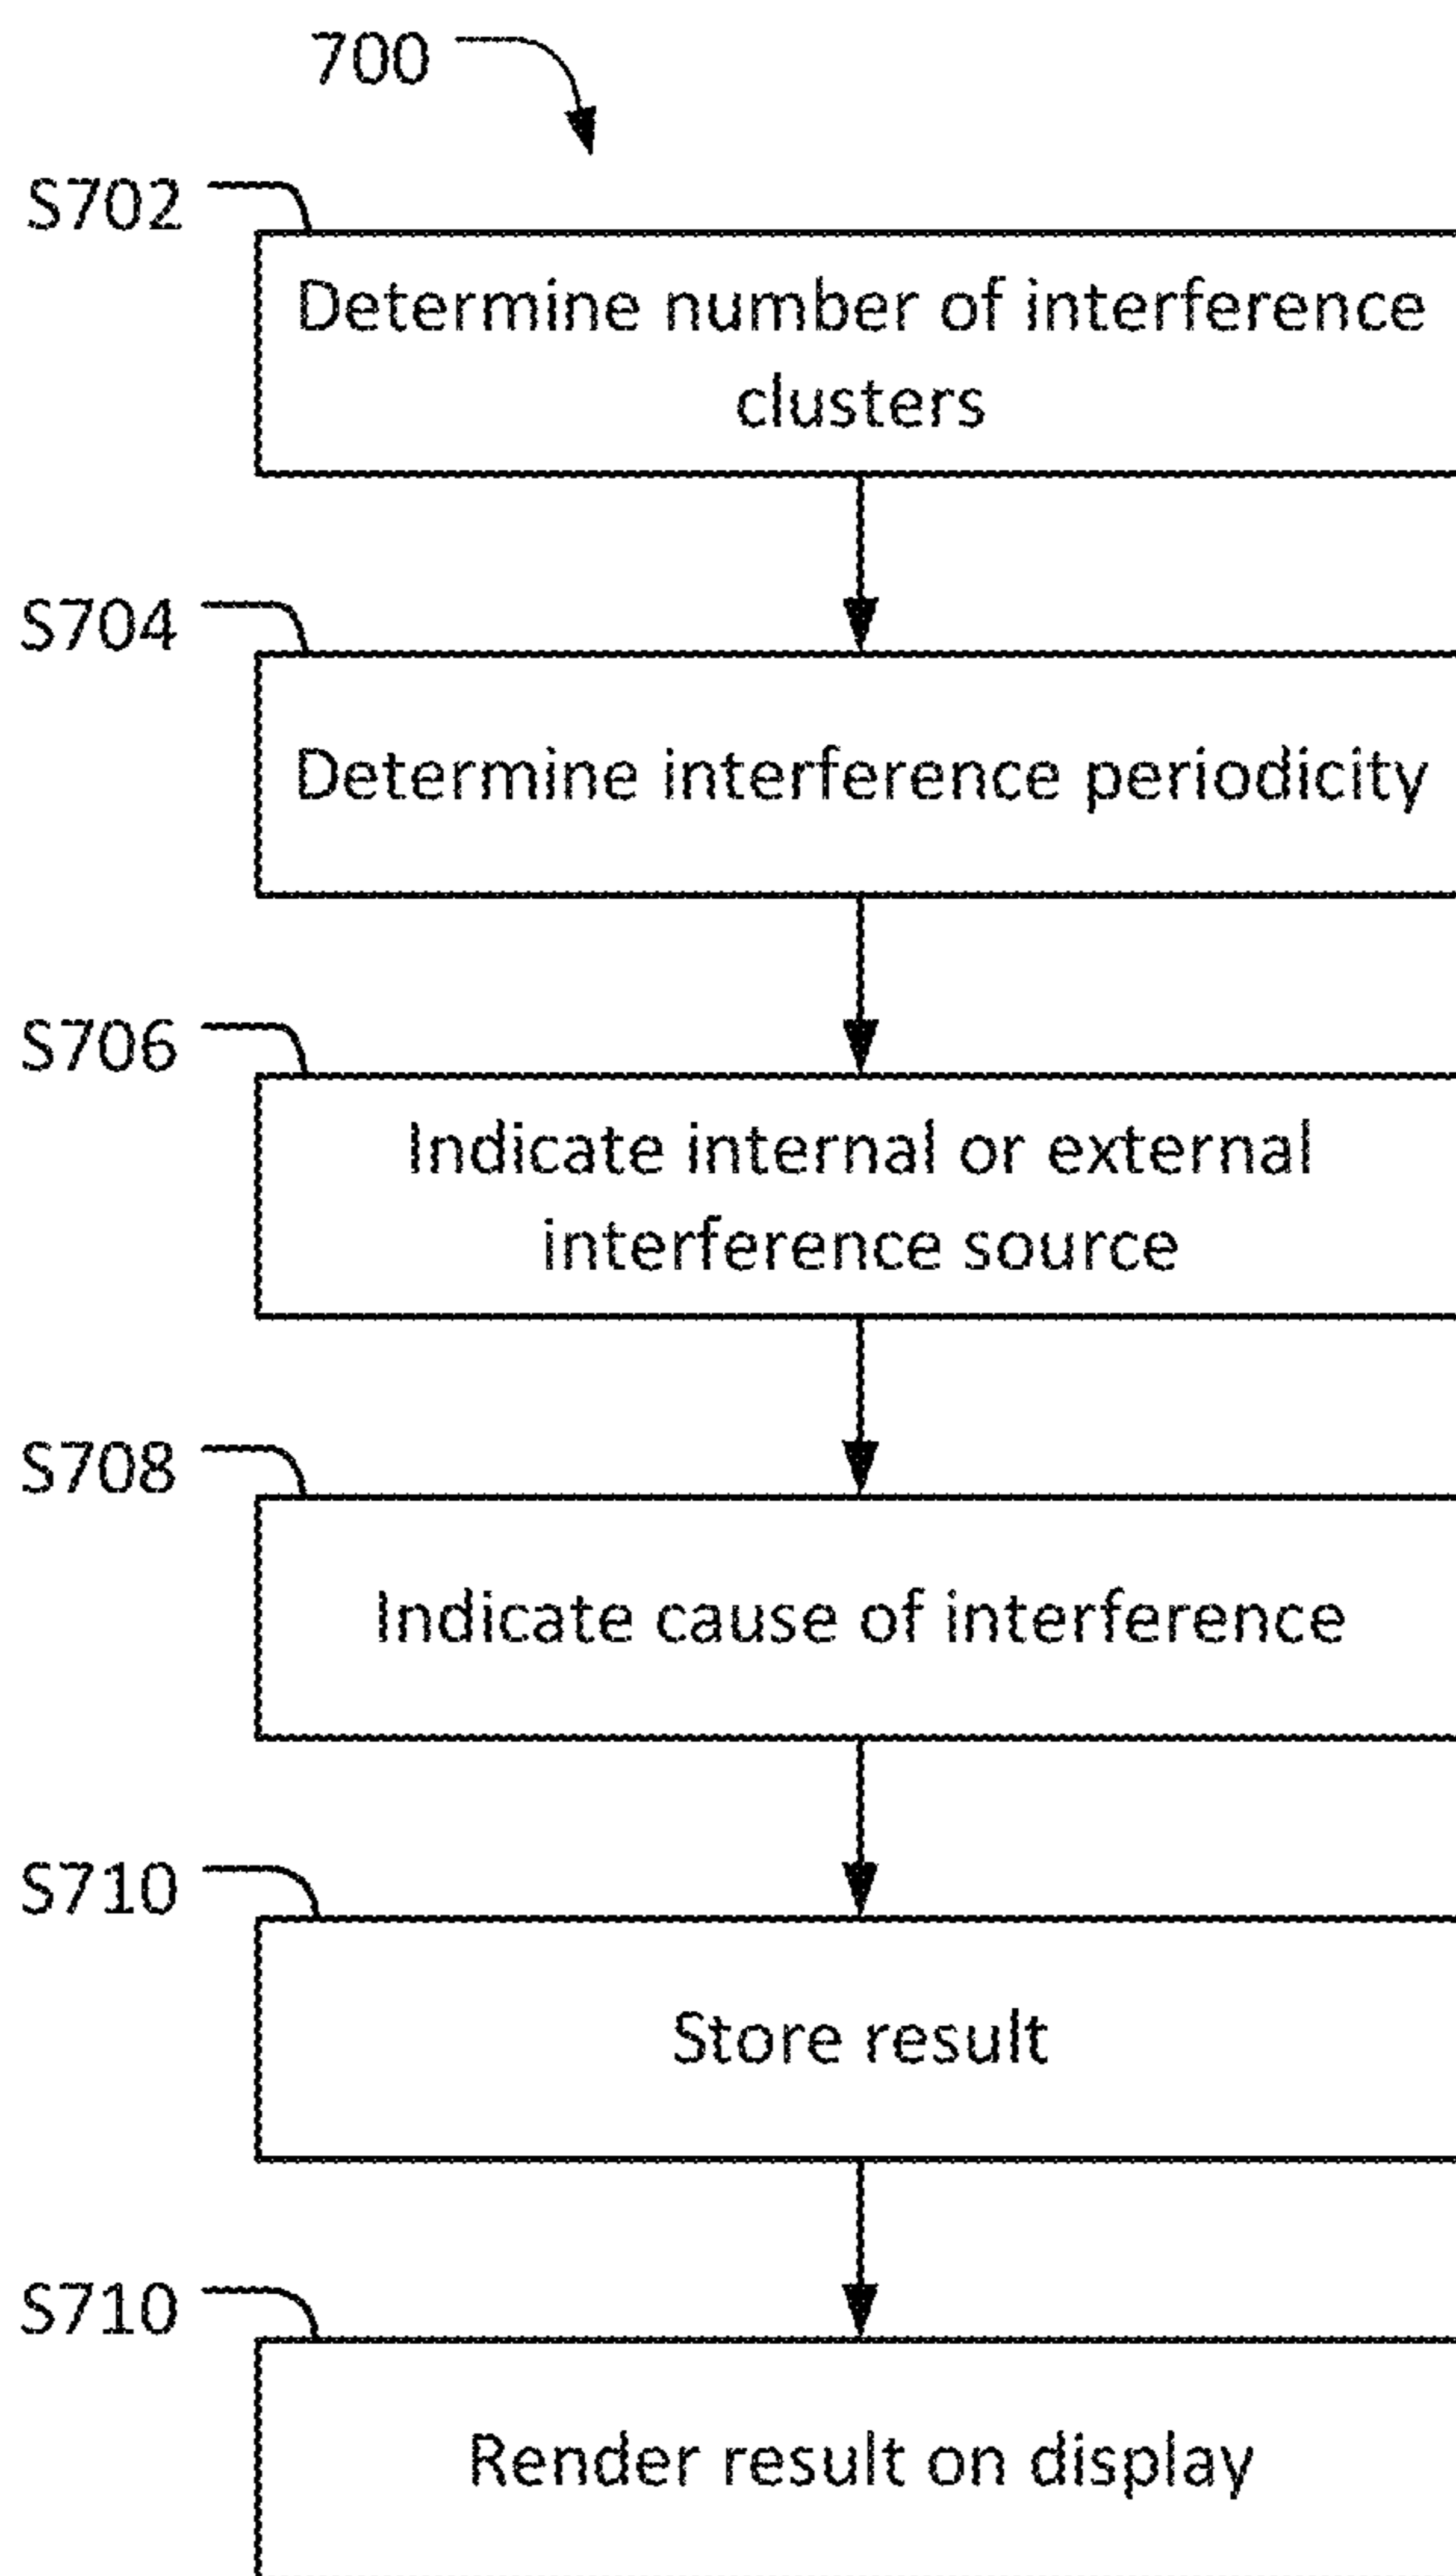 700
S702
Determine number of interference
clusters
S704
Determine interference periodicity
S706
Indicate internal or external
interference source
S708
Indicate cause of interference
S710
Store result
S710
Render result on display